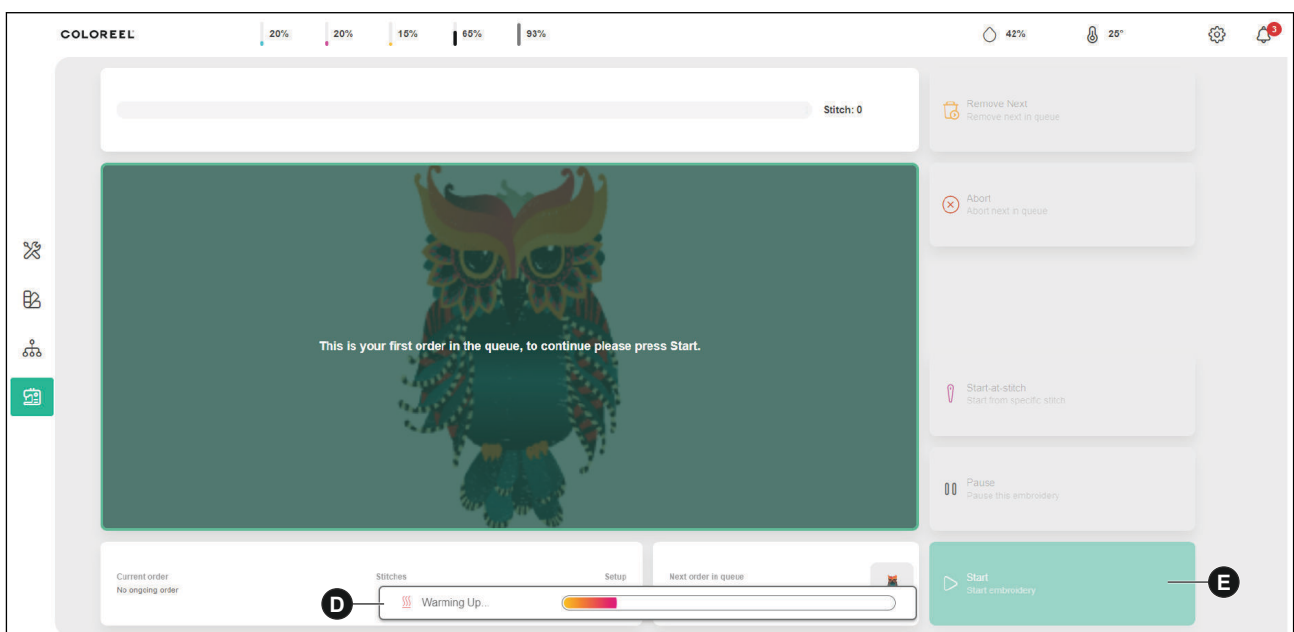 COLOREEL
20%
20%
15%
65%
93%
42%
25°
3
Stitch: 0
Remove Next
Remove next in queue
Abort
Abort next in queue
This is your first order in the queue, to continue please press Start.
Start-at-stitch
Start from specific stitch
Pause
Pause this embroidery
Current order
No ongoing order
Stitches
Setup
Next order in queue
D
Warming Up...
Start
Start embroidery
E